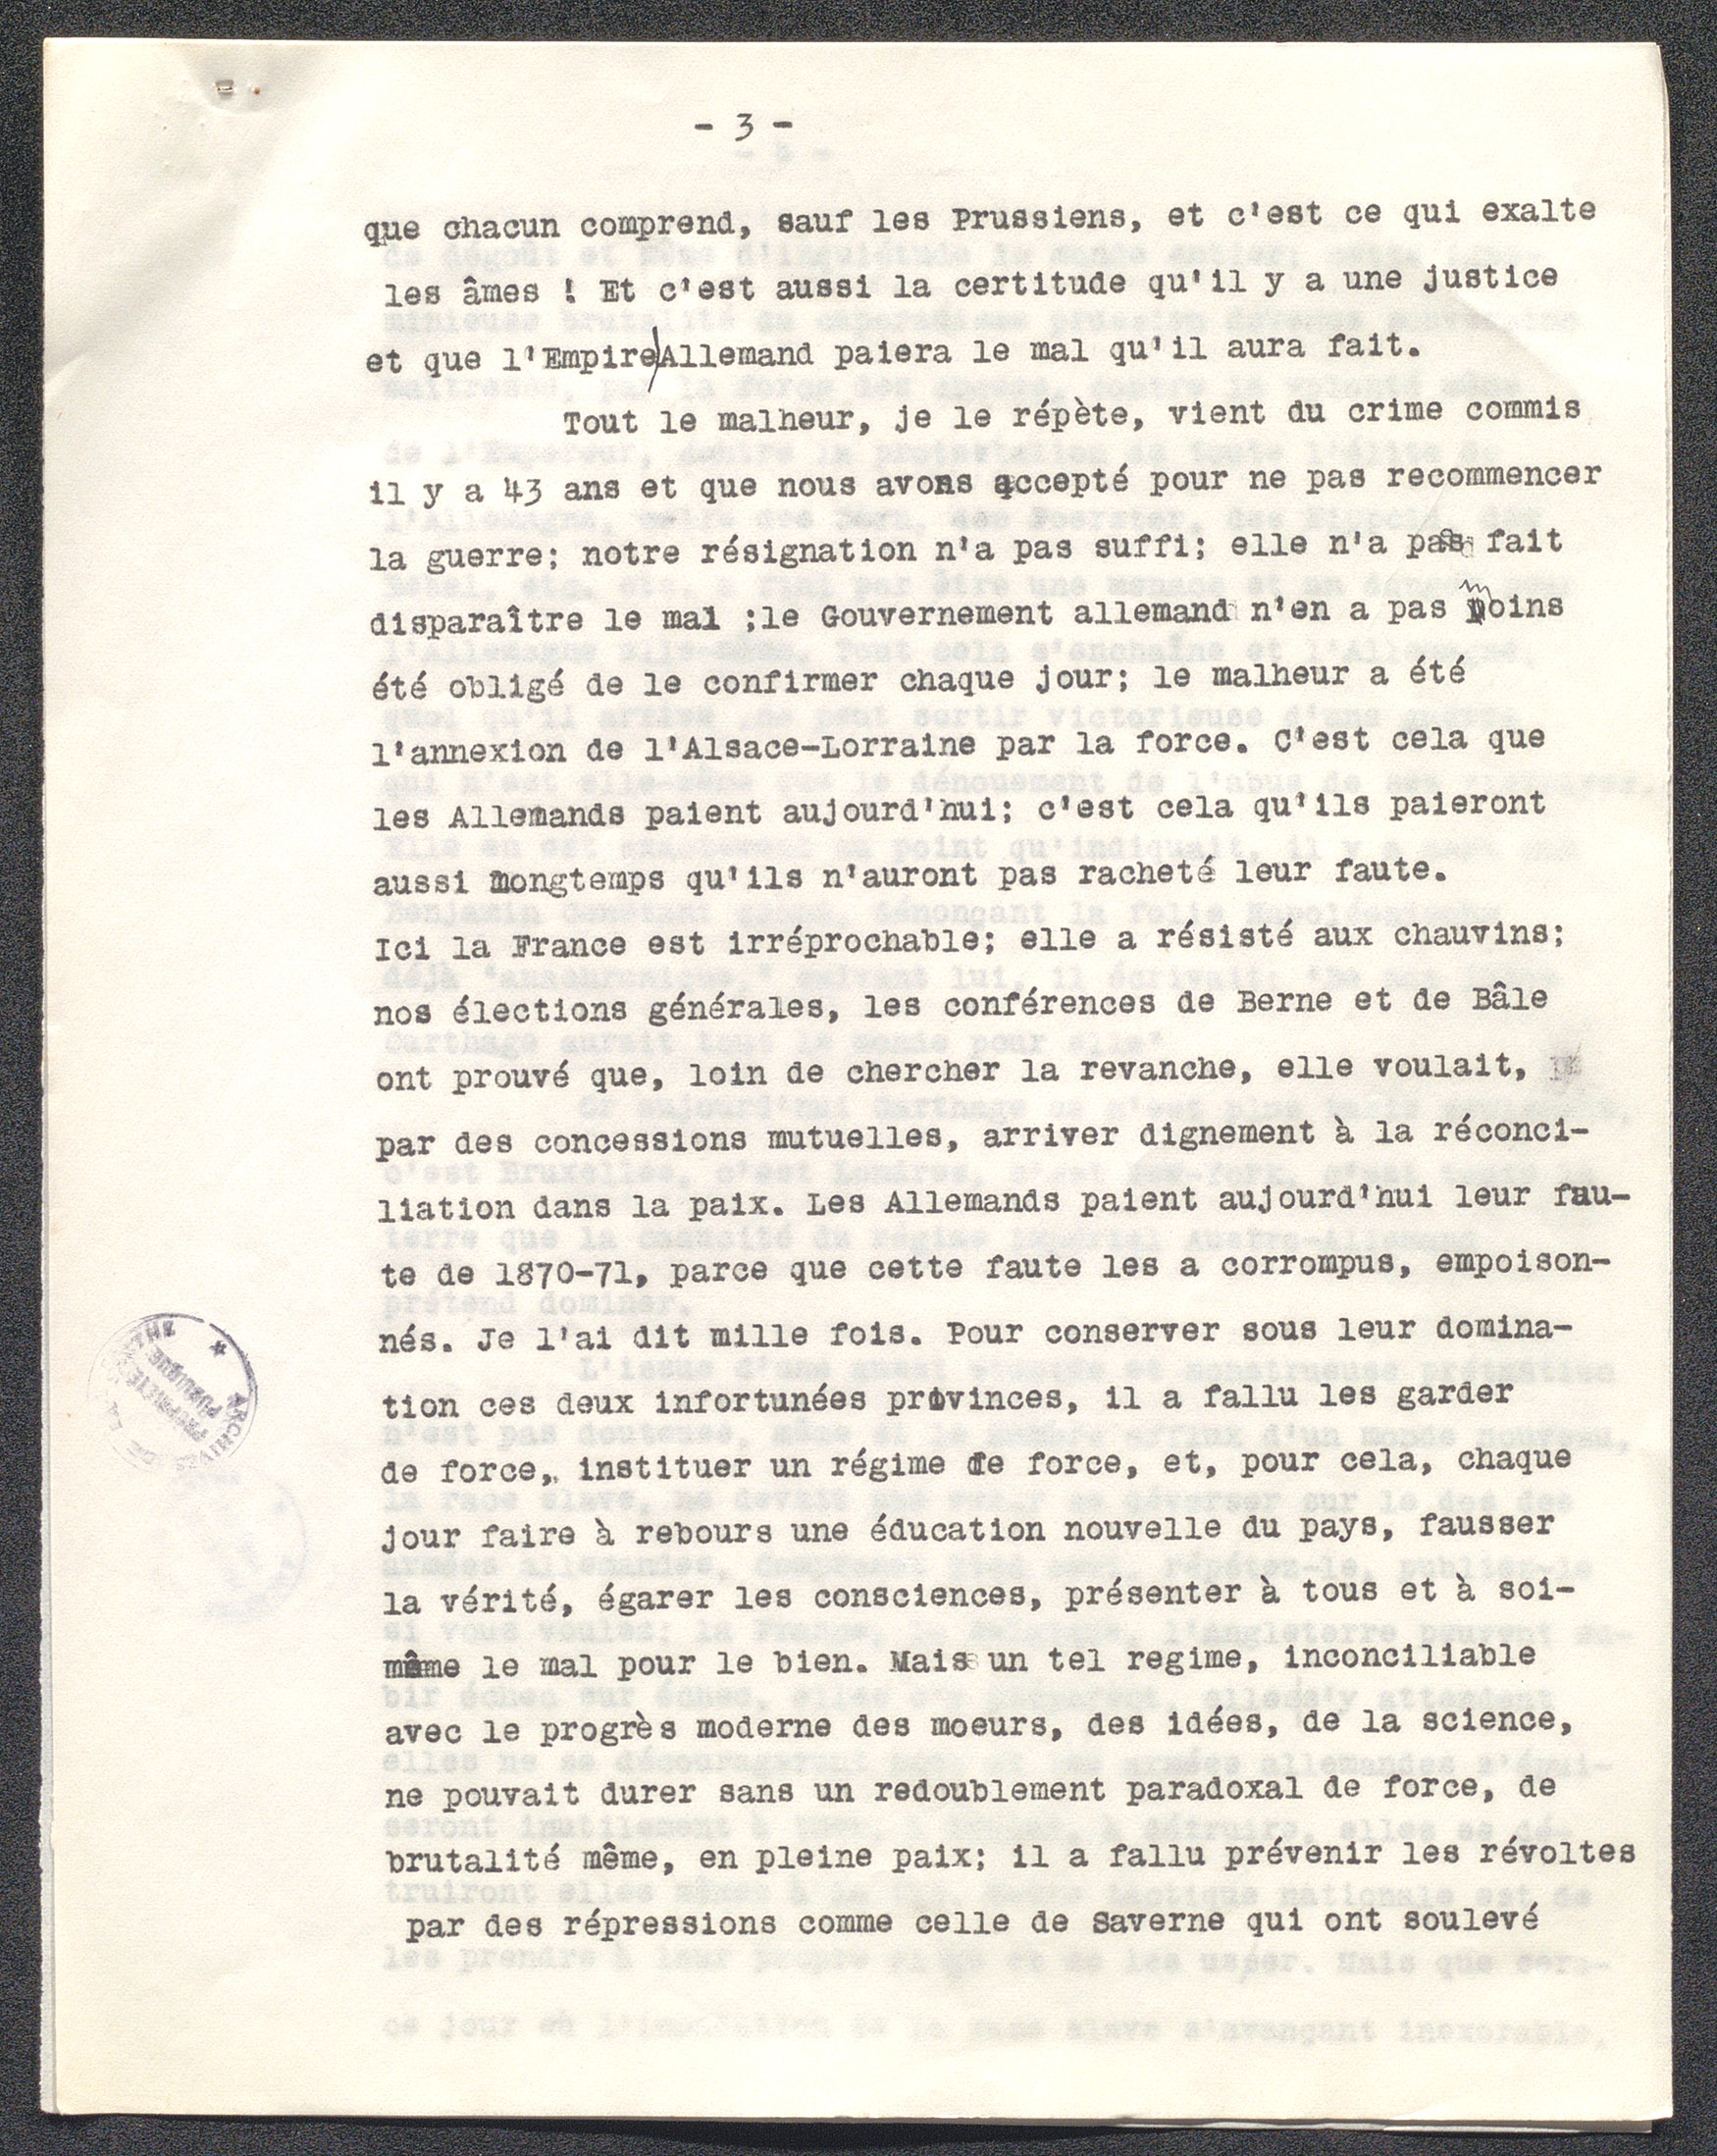 - 3 -
que chacun comprend, sauf les Prussiens, et c'est ce qui exalte
les âmes ! Et c'est aussi la certitude qu'il y a une justice
et que l'Empire Allemand paiera le mal qu'il aura fait.
Tout le malheur, je le répète, vient du crime commis
il y a 43 ans et que nous avons accepté pour ne pas recommencer
la guerre; notre résignation n'a pas suffi; elle n'a pas fait
disparaître le mal ;le Gouvernement allemand n'en a pas moins
été obligé de le confirmer chaque jour; le malheur a été
l'annexion de l'Alsace-Lorraine par la force. C'est cela que
les Allemands paient aujourd'hui; c'est cela qu'ils paieront
aussi longtemps qu'ils n'auront pas racheté leur faute.
Ici la France est irréprochable; elle a résisté aux chauvins;
nos élections générales, les conférences de Berne et de Bâle
ont prouvé que, loin de chercher la revanche, elle voulait,
par des concessions mutuelles, arriver dignement à la réconci-
liation dans la paix. Les Allemands paient aujourd'hui leur fau-
te de 1870-71, parce que cette faute les a corrompus, empoison-
nés. Je l'ai dit mille fois. Pour conserver sous leur domina-
tion ces deux infortunées provinces, il a fallu les garder
de force, instituer un régime de force, et, pour cela, chaque
jour faire à rebours une éducation nouvelle du pays, fausser
la vérité, égarer les consciences, présenter à tous et à soi-
même le mal pour le bien. Mais un tel regime, inconciliable
avec le progrès moderne des moeurs, des idées, de la science,
ne pouvait durer sans un redoublement paradoxal de force, de
brutalité même, en pleine paix; il a fallu prévenir les révoltes
par des répressions comme celle de Saverne qui ont soulevé
ARCHIVES DE LA SARTHE
PROPRIÉTÉ
PUBLIQUE